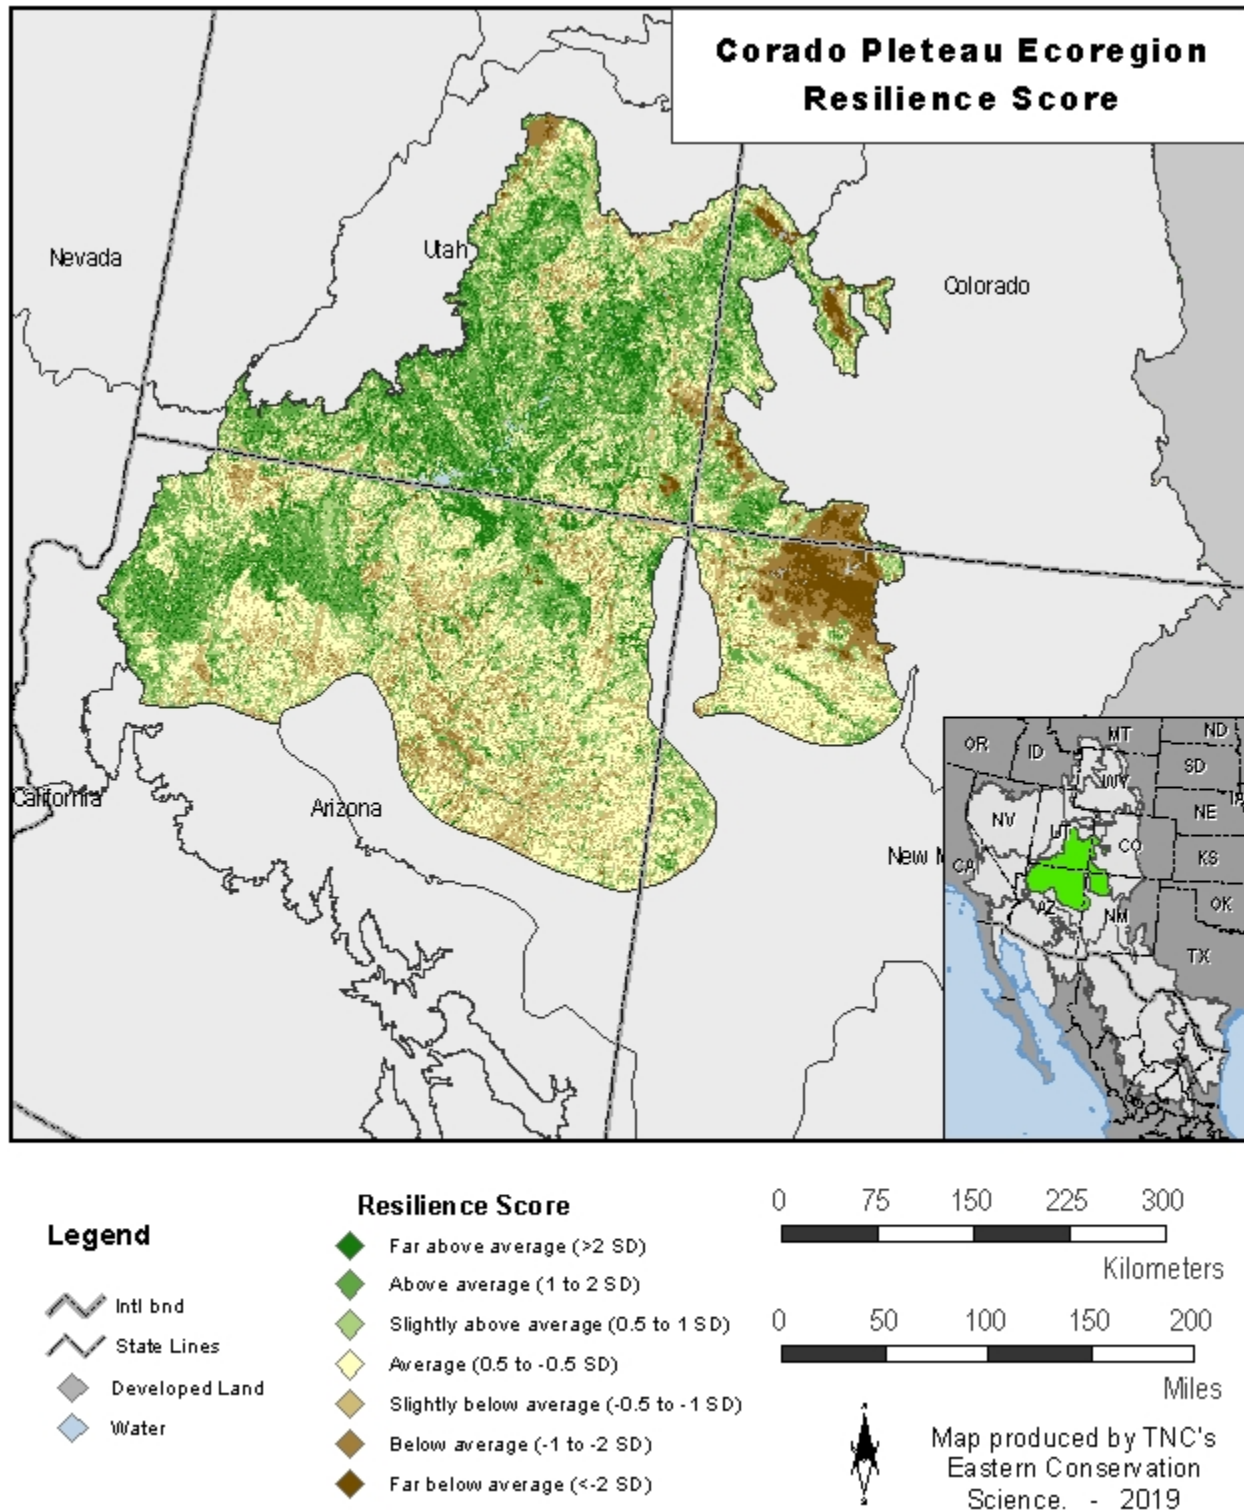 Corado Pleteau Ecoregion
Resilience Score
Nevada
Utah
Colorado
California
Arizona
New M
OR
ID
MT
ND
SD
WY
IA
NE
NV
UT
CO
CA
KS
AZ
NM
OK
TX
Legend
Intl bnd
State Lines
Developed Land
Water
Resilience Score
Far above average (>2 SD)
Above average (1 to 2 SD)
Slightly above average (0.5 to 1 SD)
Average (0.5 to -0.5 SD)
Slightly below average (-0.5 to -1 SD)
Below average (-1 to -2 SD)
Far below average (<-2 SD)
0 75 150 225 300
Kilometers
0 50 100 150 200
Miles
Map produced by TNC's
Eastern Conservation
Science. - 2019